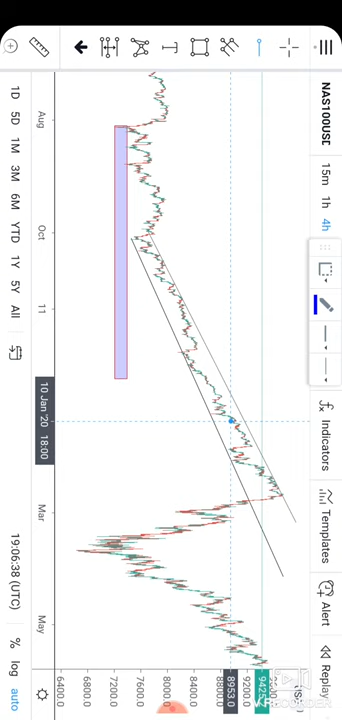 NAS100USD
15m 1h 4h
Indicators
Templates
Alert
Replay
6400.0
6800.0
7200.0
7600.0
8000.0
8400.0
8800.0
8953.0
9200.0
Aug
Oct
11
10 Jan '20 18:00
Mar
May
1D 5D 1M 3M 6M YTD 1Y 5Y All
19:06:38 (UTC)
% log auto
RECORDER